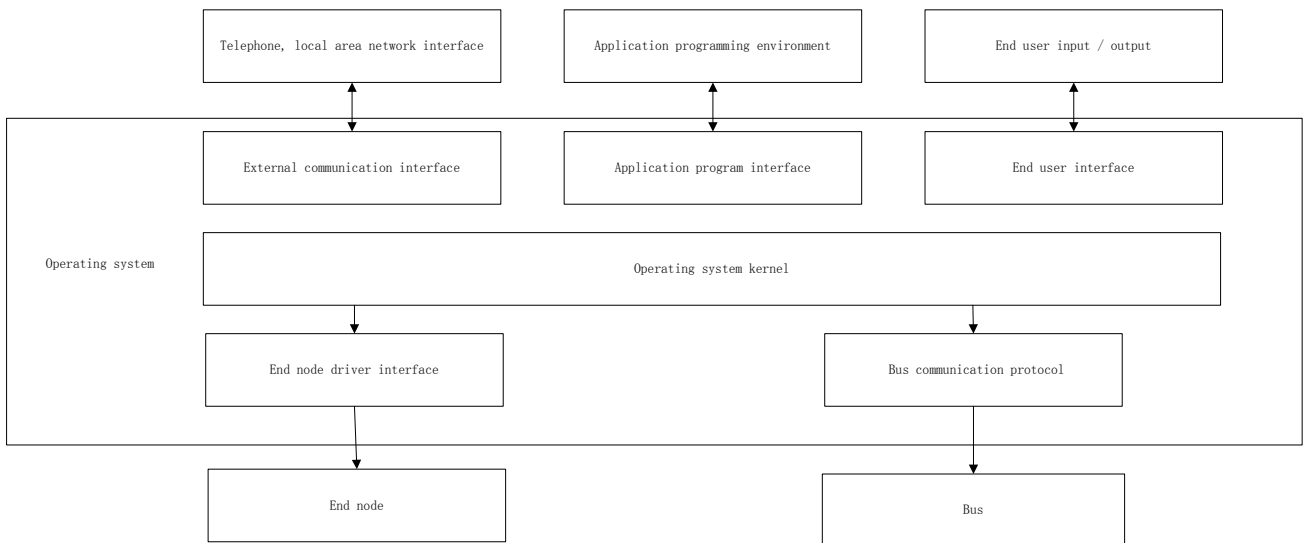 Telephone, local area network interface
Application programming environment
End user input / output
External communication interface
Application program interface
End user interface
Operating system
Operating system kernel
End node driver interface
Bus communication protocol
End node
Bus